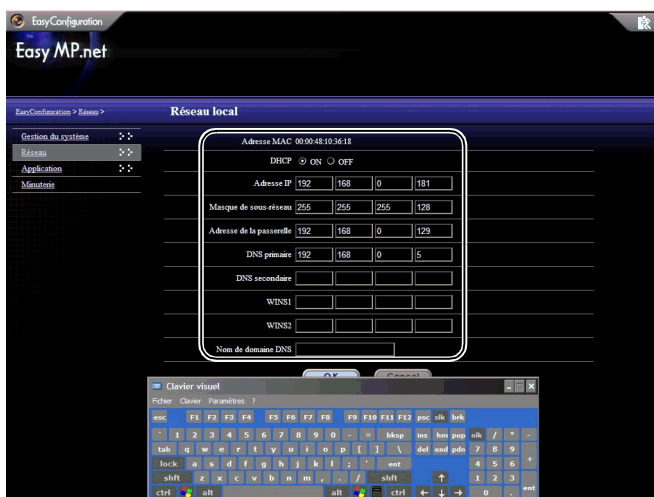 EasyConfiguration
Easy MP.net
EasyConfiguration > Réseau >
Réseau local
Gestion du système
Réseau
Application
Minuterie
Adresse MAC 00:00:48:10:36:18
DHCP ON OFF
Adresse IP 192 168 0 181
Masque de sous-réseau 255 255 255 128
Adresse de la passerelle 192 168 0 129
DNS primaire 192 168 0 5
DNS secondaire
WINS1
WINS2
Nom de domaine DNS
OK Cancel
Clavier visuel
Fichier Clavier Paramètres ?
esc F1 F2 F3 F4 F5 F6 F7 F8 F9 F10 F11 F12 psc slk brk
` 1 2 3 4 5 6 7 8 9 0 - = bksp ins hm pup nlk / * -
tab q w e r t y u i o p [ ] \ del end pdn 7 8 9 +
lock a s d f g h j k l ; ' ent 4 5 6
shft z x c v b n m , . / shft ↑ 1 2 3 ent
ctrl alt alt ctrl ← ↓ → 0 .